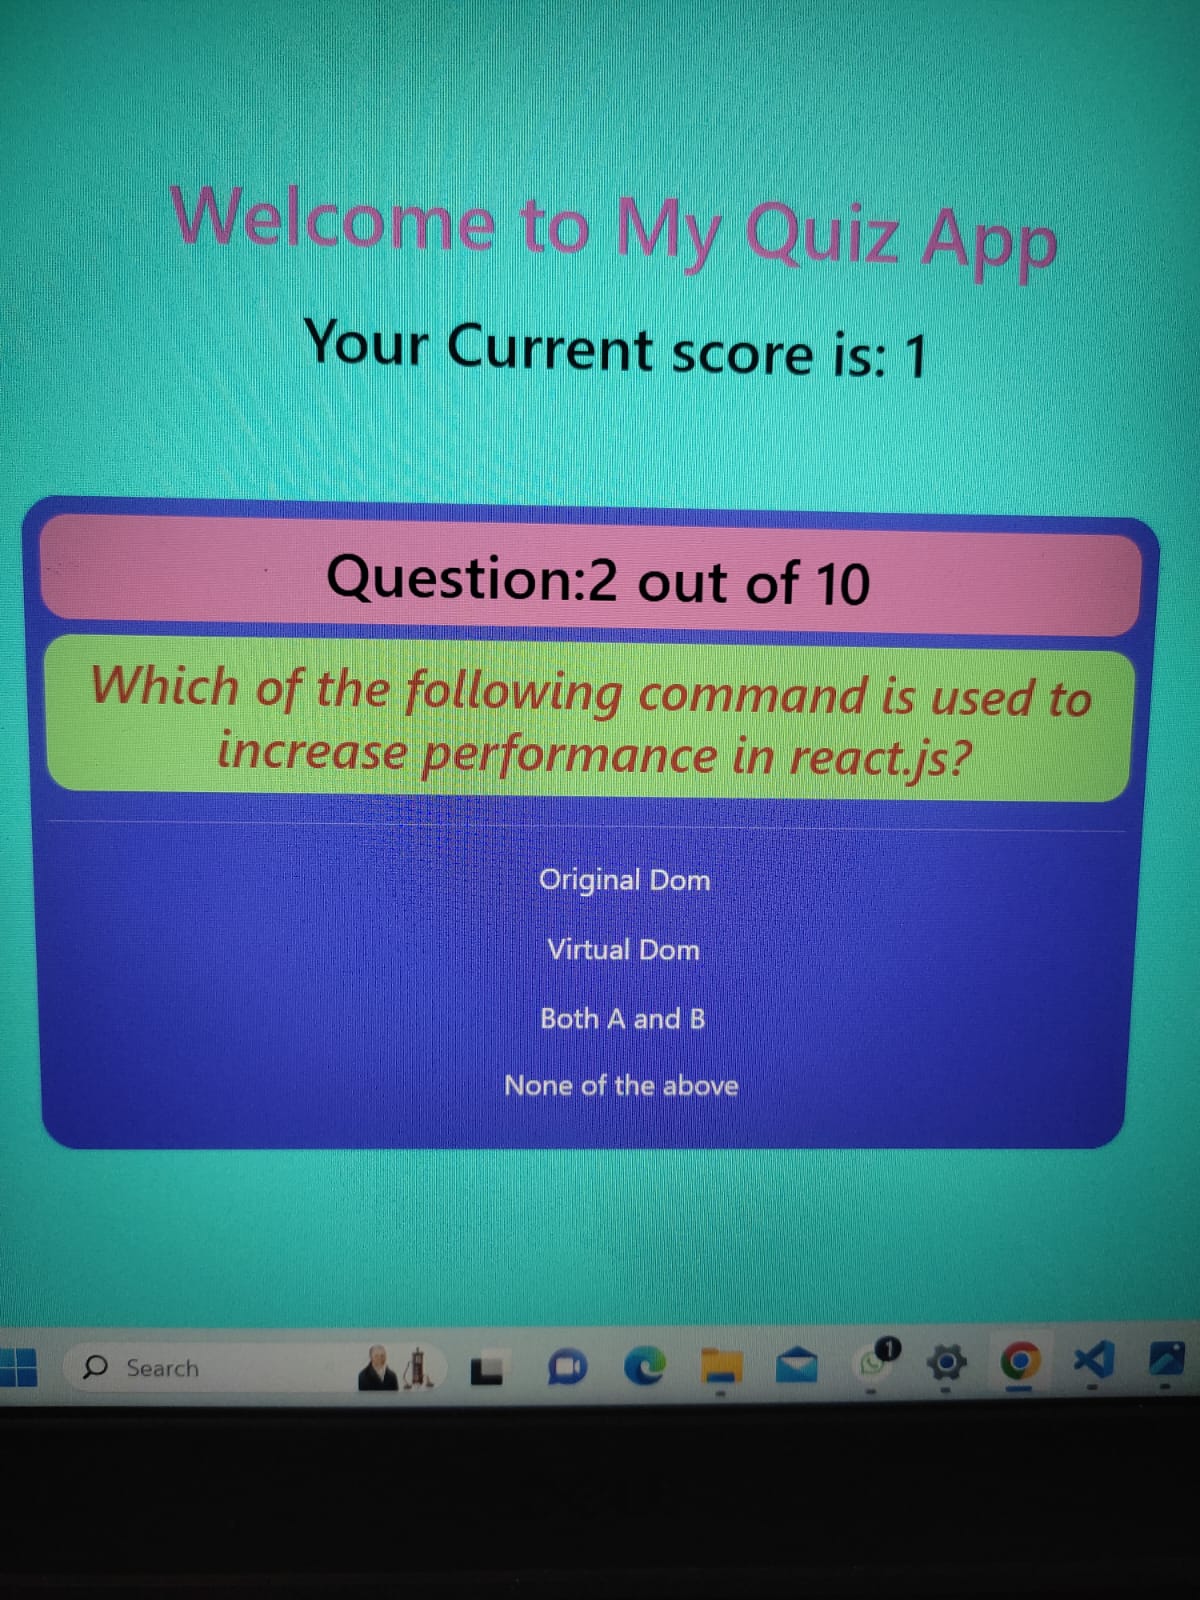 Welcome to My Quiz App
Your Current score is: 1
Question:2 out of 10
Which of the following command is used to
increase performance in react.js?
Original Dom
Virtual Dom
Both A and B
None of the above
Search
1